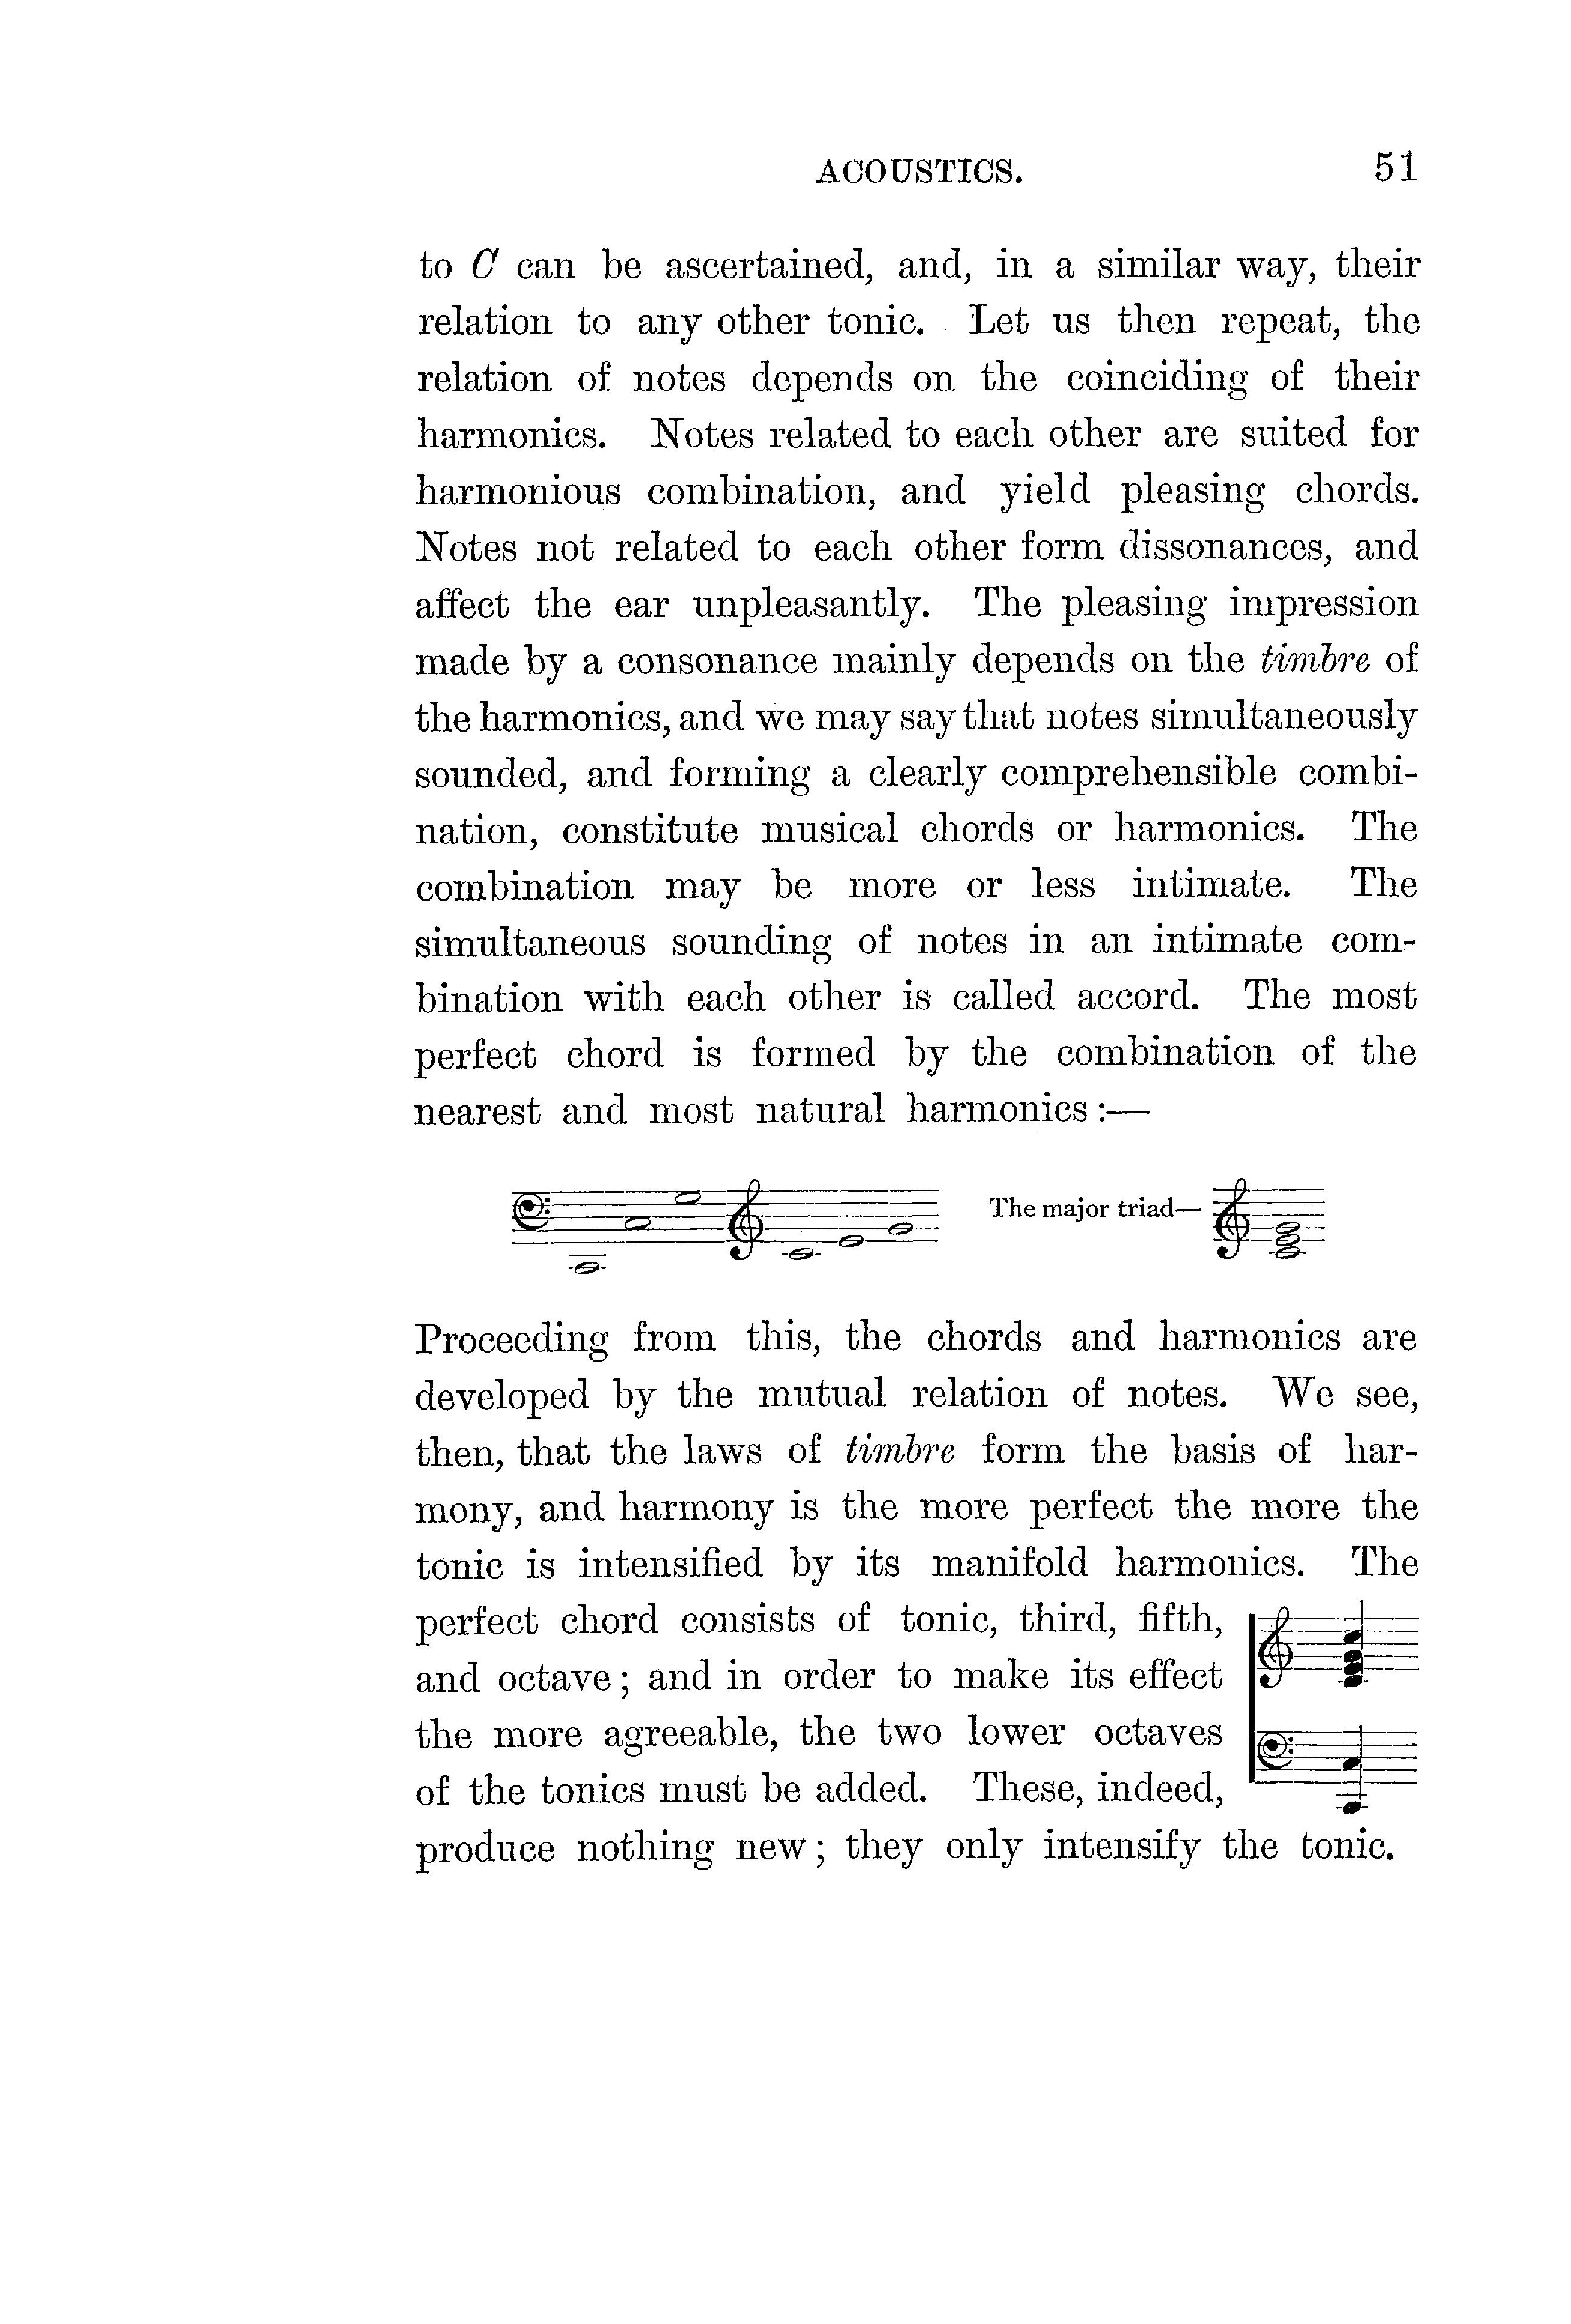 ACOUSTICS. 51
to C can be ascertained, and, in a similar way, their
relation to any other tonic. Let us then repeat, the
relation of notes depends on the coinciding of their
harmonics. Notes related to each other are suited for
harmonious combination, and yield pleasing chords.
Notes not related to each other form dissonances, and
affect the ear unpleasantly. The pleasing impression
made by a consonance mainly depends on the timbre of
the harmonics, and we may say that notes simultaneously
sounded, and forming a clearly comprehensible combi-
nation, constitute musical chords or harmonics. The
combination may be more or less intimate. The
simultaneous sounding of notes in an intimate com-
bination with each other is called accord. The most
perfect chord is formed by the combination of the
nearest and most natural harmonics :—
The major triad—
Proceeding from this, the chords and harmonics are
developed by the mutual relation of notes. We see,
then, that the laws of timbre form the basis of har-
mony, and harmony is the more perfect the more the
tonic is intensified by its manifold harmonics. The
perfect chord consists of tonic, third, fifth,
and octave ; and in order to make its effect
the more agreeable, the two lower octaves
of the tonics must be added. These, indeed,
produce nothing new ; they only intensify the tonic.